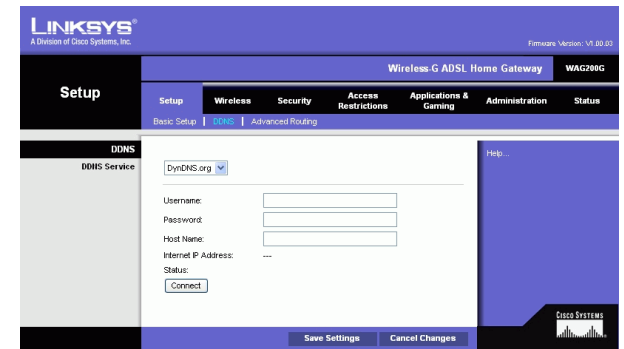 LINKSYS®
A Division of Cisco Systems, Inc.
Firmware Version: V1.00.03
Wireless-G ADSL Home Gateway WAG200G
Setup
Setup Wireless Security Access Restrictions Applications & Gaming Administration Status
Basic Setup | DDNS | Advanced Routing
DDNS
Help...
DDNS Service
DynDNS.org
Username:
Password:
Host Name:
Internet IP Address: ---
Status:
Connect
CISCO SYSTEMS
Save Settings Cancel Changes